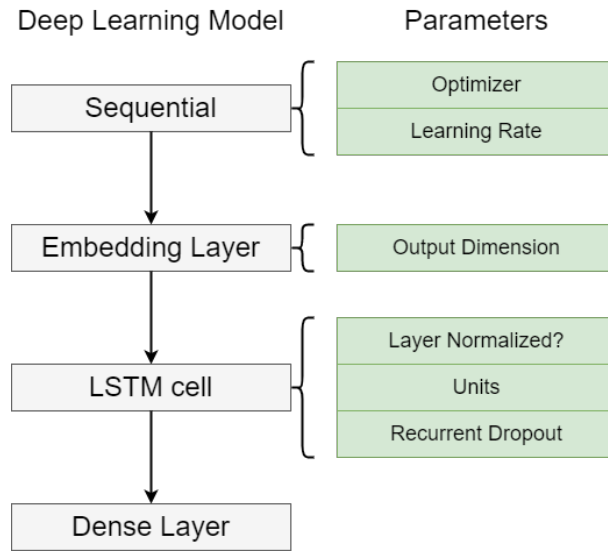 Deep Learning Model
Parameters
Sequential
Optimizer
Learning Rate
Embedding Layer
Output Dimension
LSTM cell
Layer Normalized?
Units
Recurrent Dropout
Dense Layer